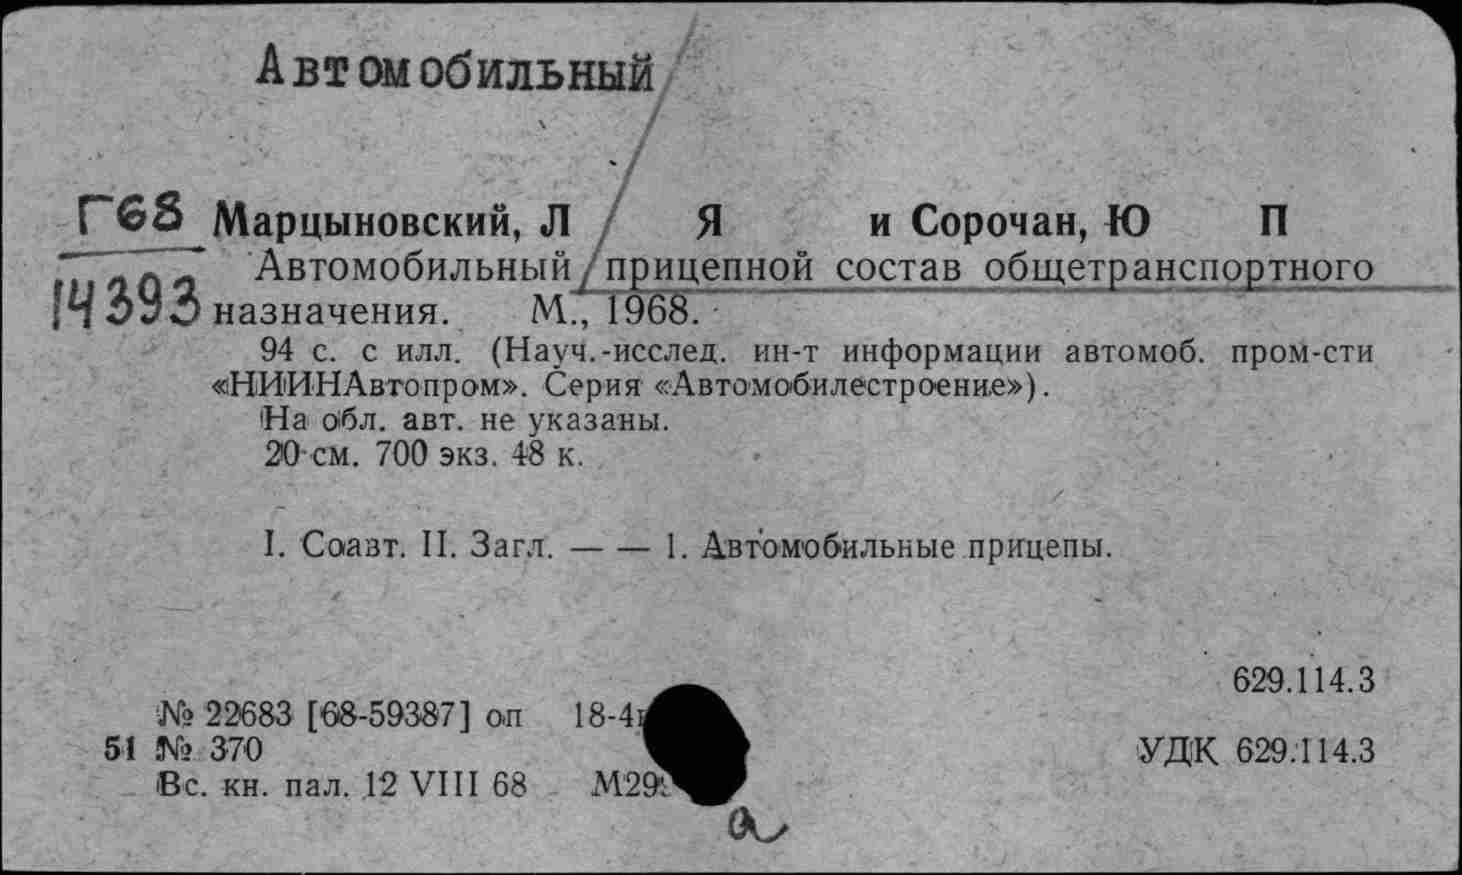 Автомобильный
Г68 Марцыновский, Л Я и Сорочан, Ю П
Автомобильный прицепной состав общетранспортного
14393 назначения. М., 1968.
94 с. с илл. (Науч.-исслед. ин-т информации автомоб. пром-сти
«НИИНАвтопром». Серия «Автомобилестроение»).
На обл. авт. не указаны.
20 см. 700 экз. 48 к.
I. Соавт. II. Загл. — — 1. Автомобильные прицепы.
629.114.3
№ 22683 [68-59387] оп 18-4
51 № 370 УДК 629.114.3
Вс. кн. пал. 12 VIII 68 М29